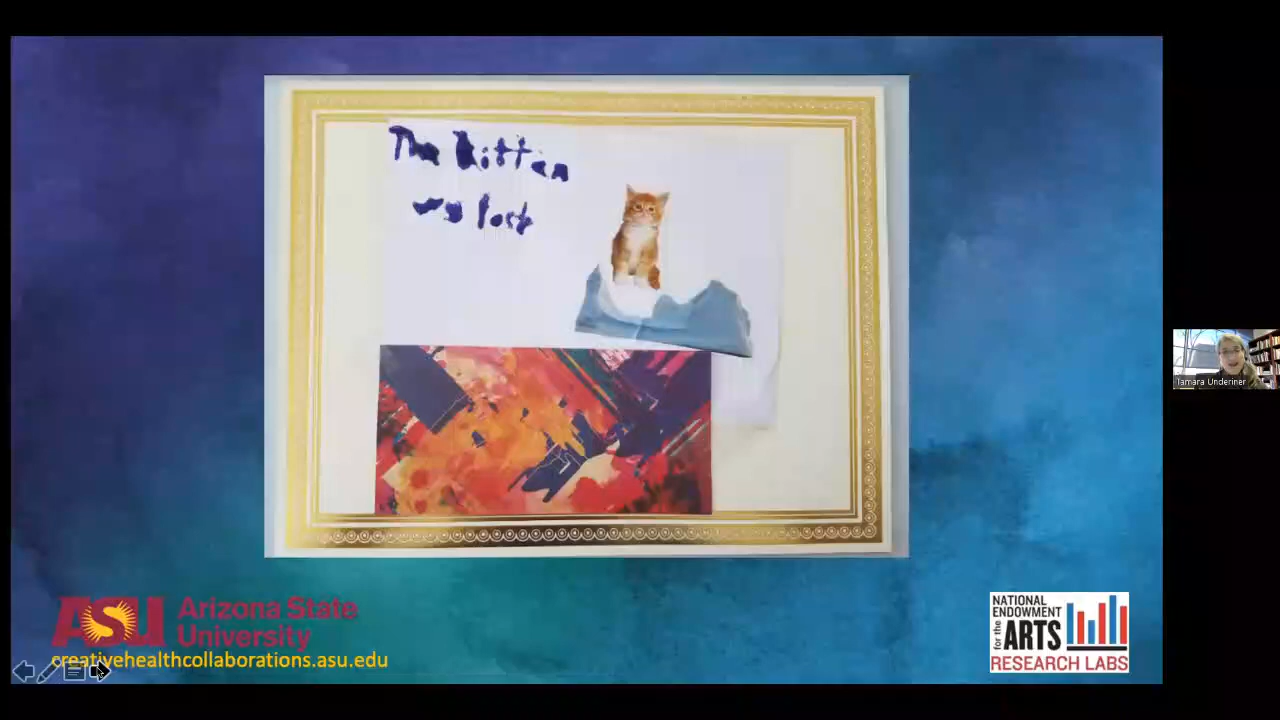 The kitten
was lost
ASU Arizona State
University
creativehealthcollaborations.asu.edu
NATIONAL
ENDOWMENT
for the ARTS
RESEARCH LABS
Tamara Underiner